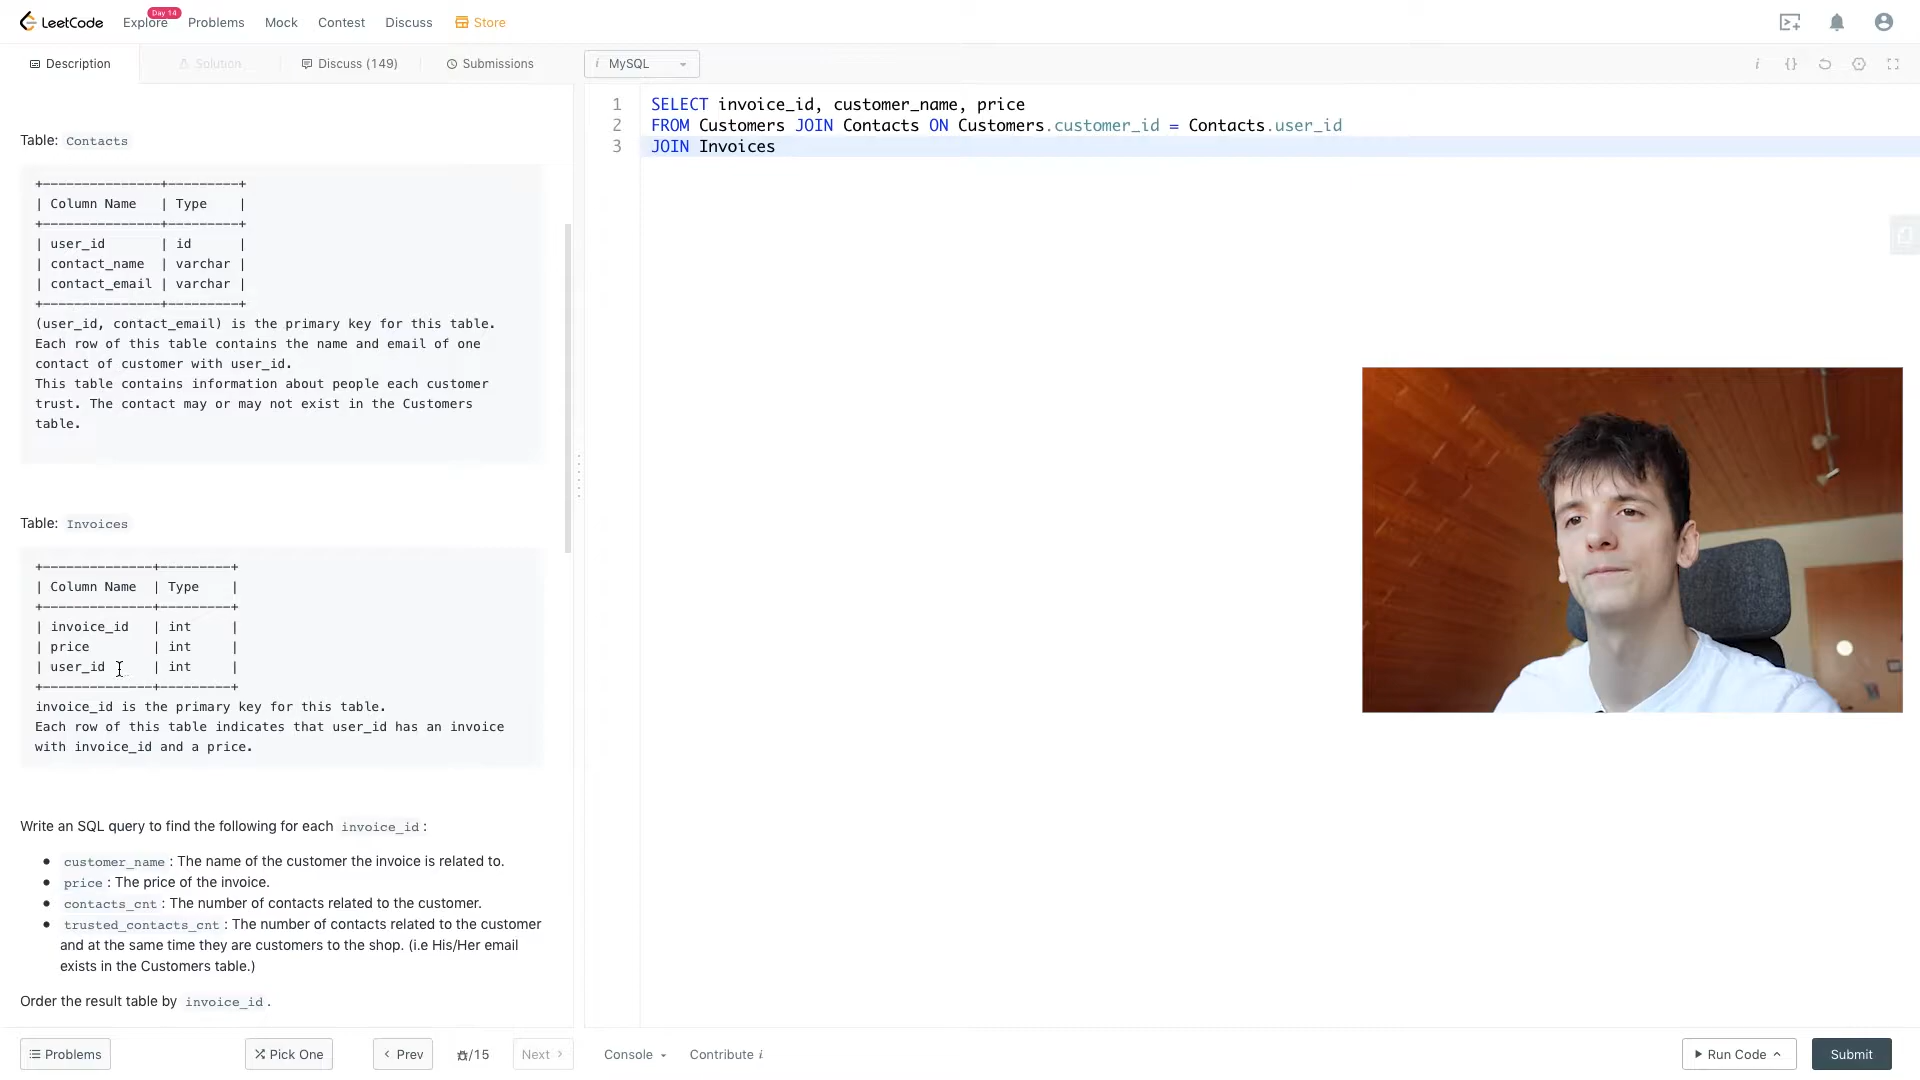 LeetCode
Explore
Day 14
Problems
Mock
Contest
Discuss
Store
Description
Solution
Discuss (149)
Submissions
i MySQL
Table: Contacts
+---------------+---------+
| Column Name   | Type    |
+---------------+---------+
| user_id       | id      |
| contact_name  | varchar |
| contact_email | varchar |
+---------------+---------+
(user_id, contact_email) is the primary key for this table.
Each row of this table contains the name and email of one
contact of customer with user_id.
This table contains information about people each customer
trust. The contact may or may not exist in the Customers
table.
Table: Invoices
+--------------+---------+
| Column Name  | Type    |
+--------------+---------+
| invoice_id   | int     |
| price        | int     |
| user_id      | int     |
+--------------+---------+
invoice_id is the primary key for this table.
Each row of this table indicates that user_id has an invoice
with invoice_id and a price.
Write an SQL query to find the following for each invoice_id:
• customer_name: The name of the customer the invoice is related to.
• price: The price of the invoice.
• contacts_cnt: The number of contacts related to the customer.
• trusted_contacts_cnt: The number of contacts related to the customer
and at the same time they are customers to the shop. (i.e His/Her email
exists in the Customers table.)
Order the result table by invoice_id.
1 SELECT invoice_id, customer_name, price
2 FROM Customers JOIN Contacts ON Customers.customer_id = Contacts.user_id
3 JOIN Invoices
i {}
Problems
Pick One
< Prev
/15
Next >
Console
Contribute i
Run Code
Submit